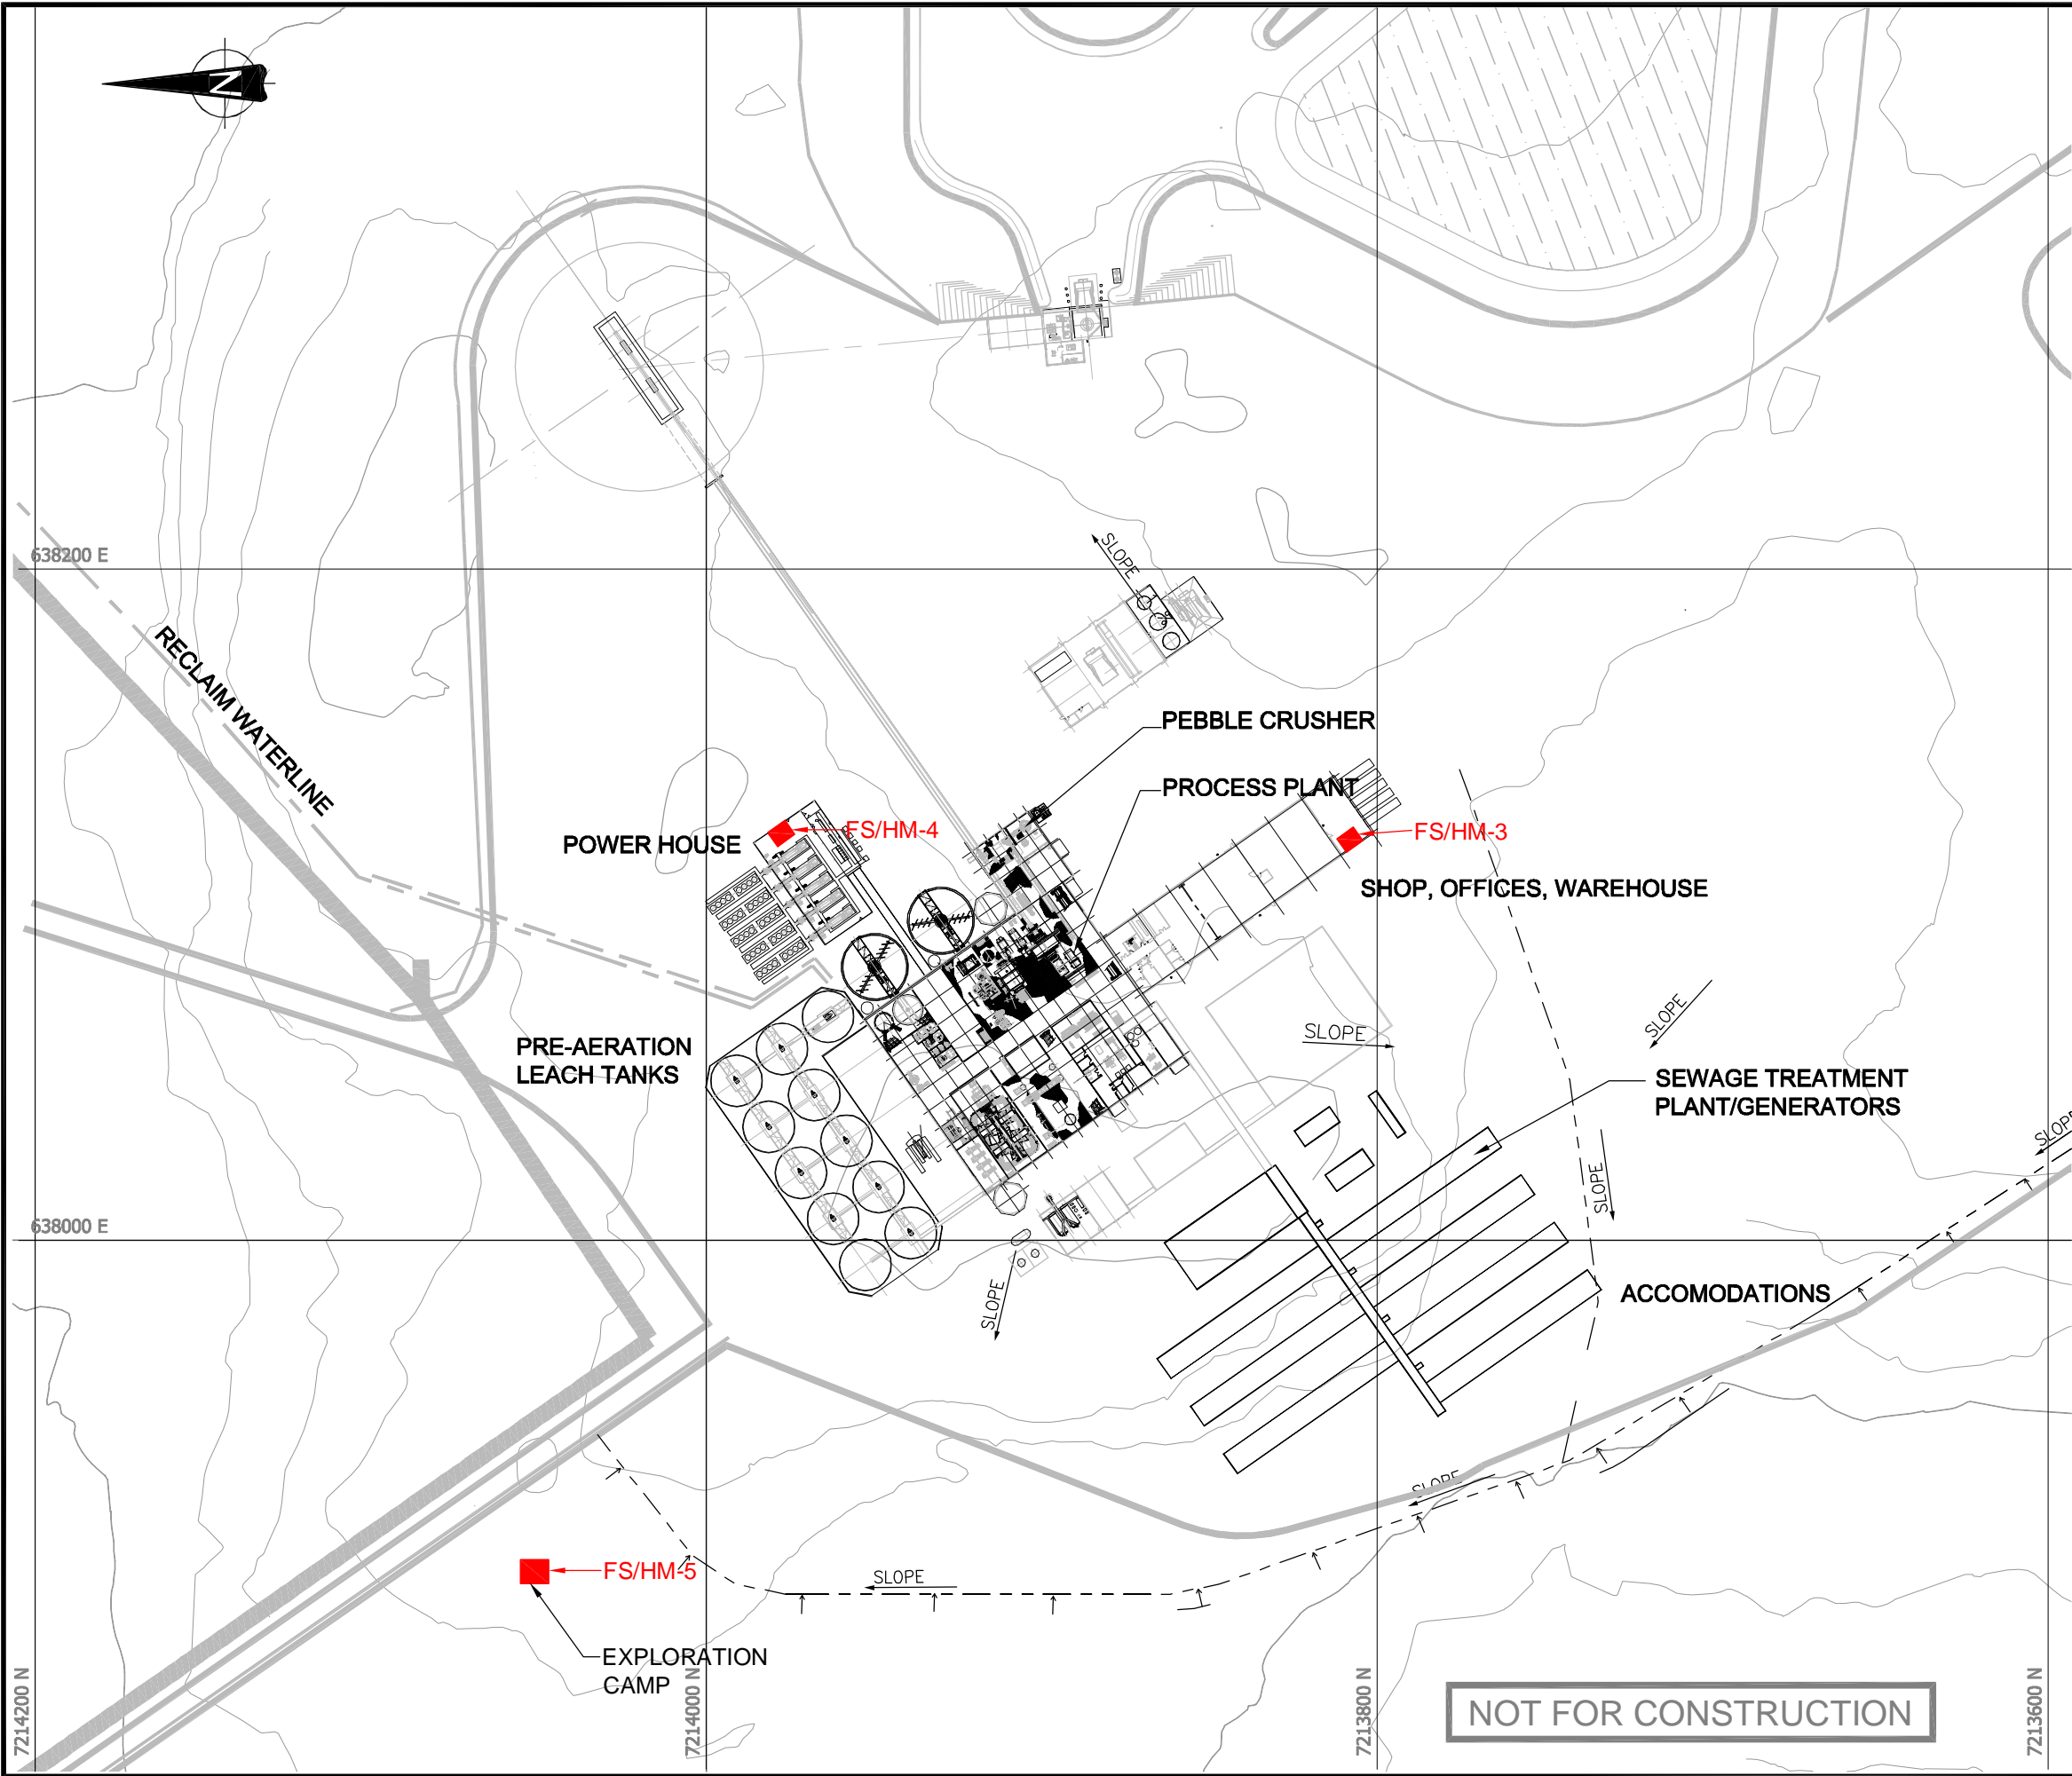 N
638200 E
SLOPE
RECLAIM WATERLINE
PEBBLE CRUSHER
PROCESS PLANT
POWER HOUSE
FS/HM-4
FS/HM-3
SHOP, OFFICES, WAREHOUSE
SLOPE
SLOPE
PRE-AERATION
LEACH TANKS
SEWAGE TREATMENT
PLANT/GENERATORS
SLOPE
SLOPE
638000 E
SLOPE
ACCOMODATIONS
SLOPE
FS/HM-5
SLOPE
EXPLORATION
CAMP
7214200 N
7214000 N
7213800 N
7213600 N
NOT FOR CONSTRUCTION